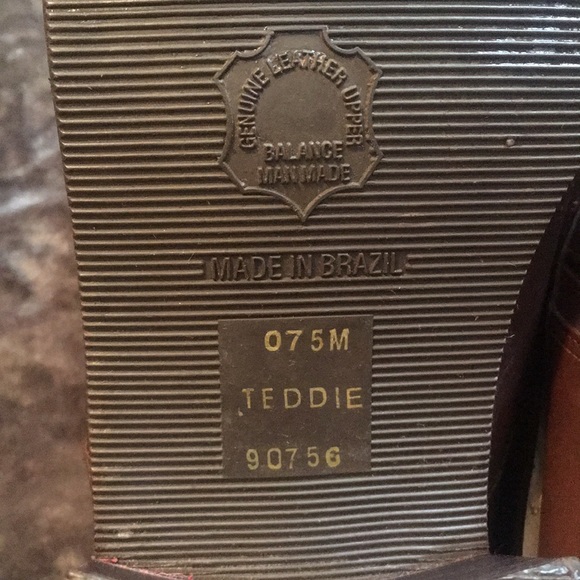 GENUINE LEATHER UPPER
BALANCE
MAN MADE
MADE IN BRAZIL
075M
TEDDIE
90756